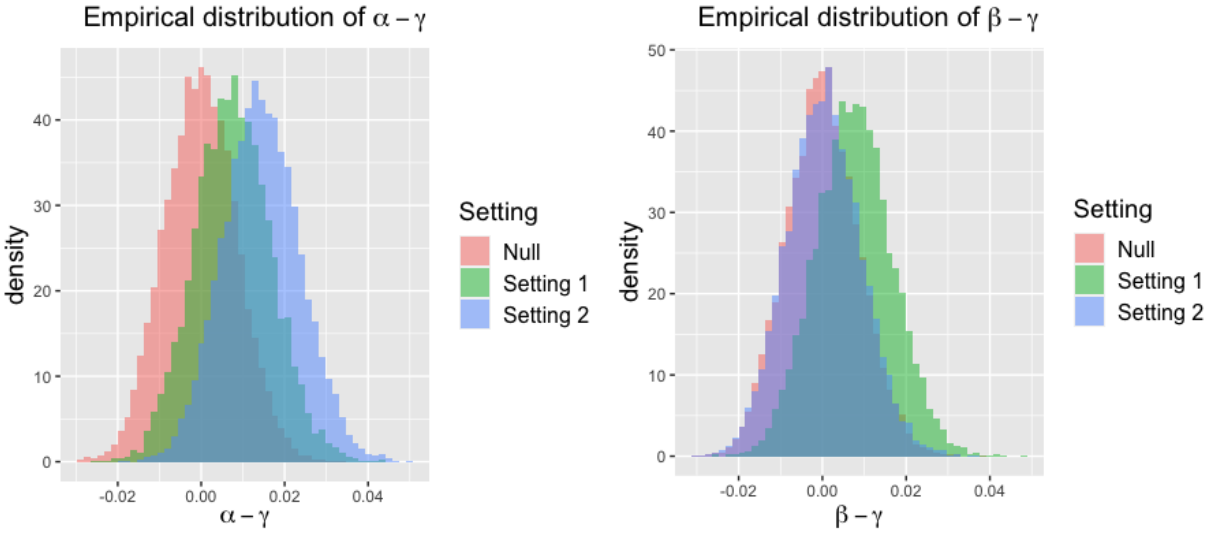 Empirical distribution of α − γ
density
40
30
20
10
0
-0.02 0.00 0.02 0.04
α − γ
Setting
Null
Setting 1
Setting 2
Empirical distribution of β − γ
density
50
40
30
20
10
0
-0.02 0.00 0.02 0.04
β − γ
Setting
Null
Setting 1
Setting 2